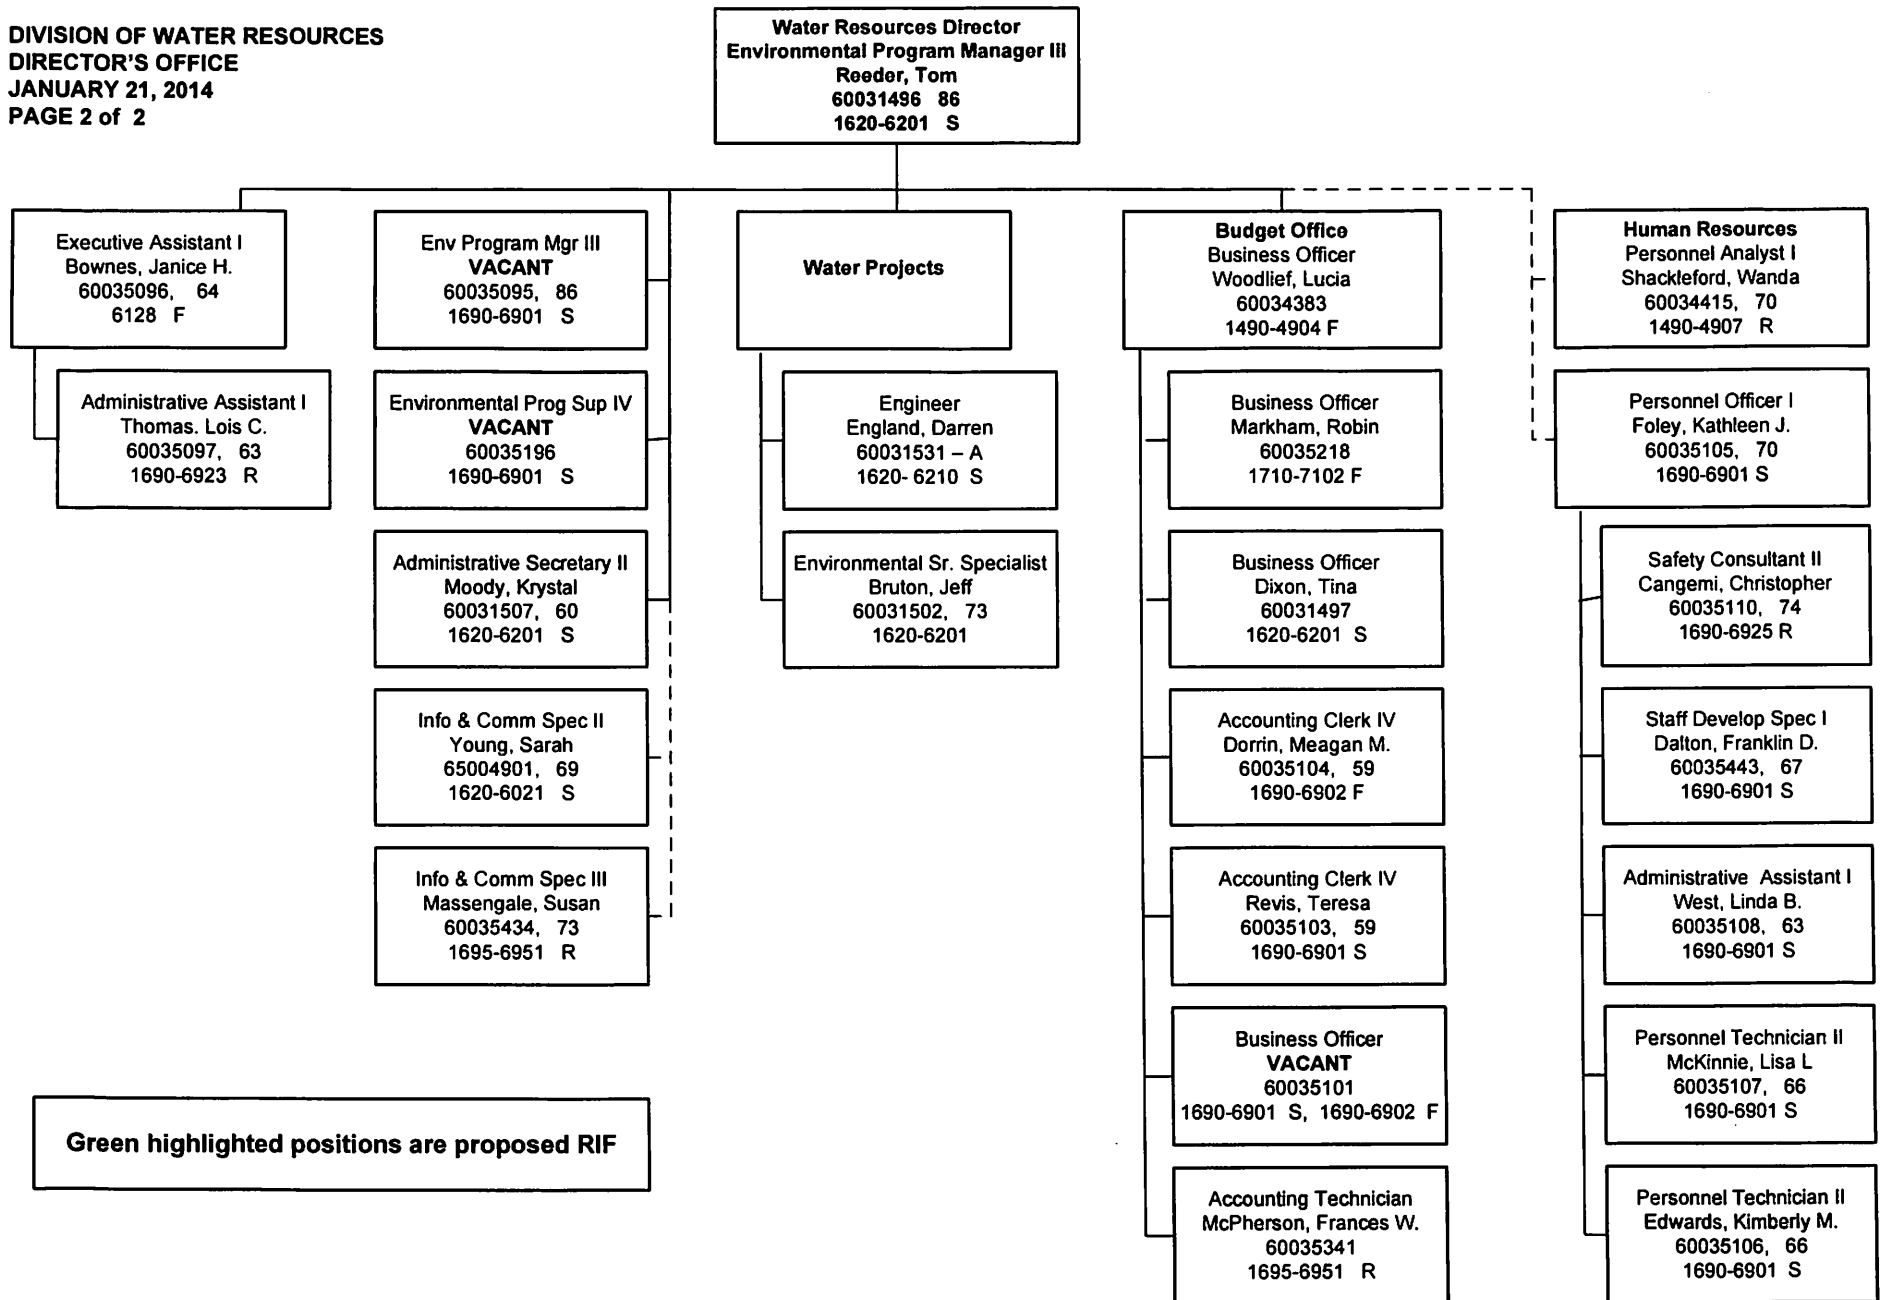 DIVISION OF WATER RESOURCES
DIRECTOR'S OFFICE
JANUARY 21, 2014
PAGE 2 of 2
Water Resources Director
Environmental Program Manager III
Reeder, Tom
60031496 86
1620-6201 S
Executive Assistant I
Bownes, Janice H.
60035096, 64
6128 F
Administrative Assistant I
Thomas. Lois C.
60035097, 63
1690-6923 R
Env Program Mgr III
VACANT
60035095, 86
1690-6901 S
Environmental Prog Sup IV
VACANT
60035196
1690-6901 S
Administrative Secretary II
Moody, Krystal
60031507, 60
1620-6201 S
Info & Comm Spec II
Young, Sarah
65004901, 69
1620-6021 S
Info & Comm Spec III
Massengale, Susan
60035434, 73
1695-6951 R
Water Projects
Engineer
England, Darren
60031531 – A
1620- 6210 S
Environmental Sr. Specialist
Bruton, Jeff
60031502, 73
1620-6201
Budget Office
Business Officer
Woodlief, Lucia
60034383
1490-4904 F
Business Officer
Markham, Robin
60035218
1710-7102 F
Business Officer
Dixon, Tina
60031497
1620-6201 S
Accounting Clerk IV
Dorrin, Meagan M.
60035104, 59
1690-6902 F
Accounting Clerk IV
Revis, Teresa
60035103, 59
1690-6901 S
Business Officer
VACANT
60035101
1690-6901 S, 1690-6902 F
Accounting Technician
McPherson, Frances W.
60035341
1695-6951 R
Human Resources
Personnel Analyst I
Shackleford, Wanda
60034415, 70
1490-4907 R
Personnel Officer I
Foley, Kathleen J.
60035105, 70
1690-6901 S
Safety Consultant II
Cangemi, Christopher
60035110, 74
1690-6925 R
Staff Develop Spec I
Dalton, Franklin D.
60035443, 67
1690-6901 S
Administrative Assistant I
West, Linda B.
60035108, 63
1690-6901 S
Personnel Technician II
McKinnie, Lisa L
60035107, 66
1690-6901 S
Personnel Technician II
Edwards, Kimberly M.
60035106, 66
1690-6901 S
Green highlighted positions are proposed RIF